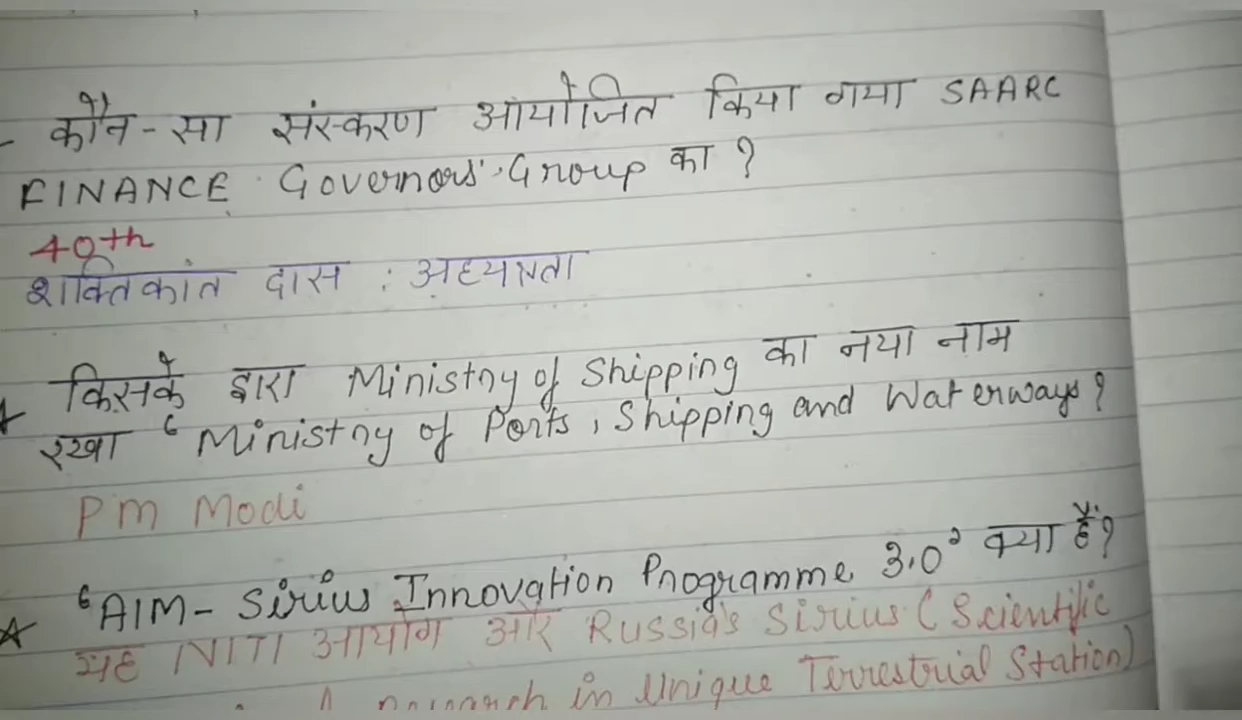 कौन-सा संस्करण आयोजित किया गया SAARC
FINANCE Governors' Group का ?
40th
शक्तिकांत दास : अध्यक्षता
किसके द्वारा Ministry of Shipping का नया नाम
रखा ‘Ministry of Ports, Shipping and Waterways?
PM Modi
‘AIM- Sirius Innovation Programme 3.0’ क्या है?
यह NITI आयोग और Russia's Sirius (Scientific
in Unique Terrestrial Station)